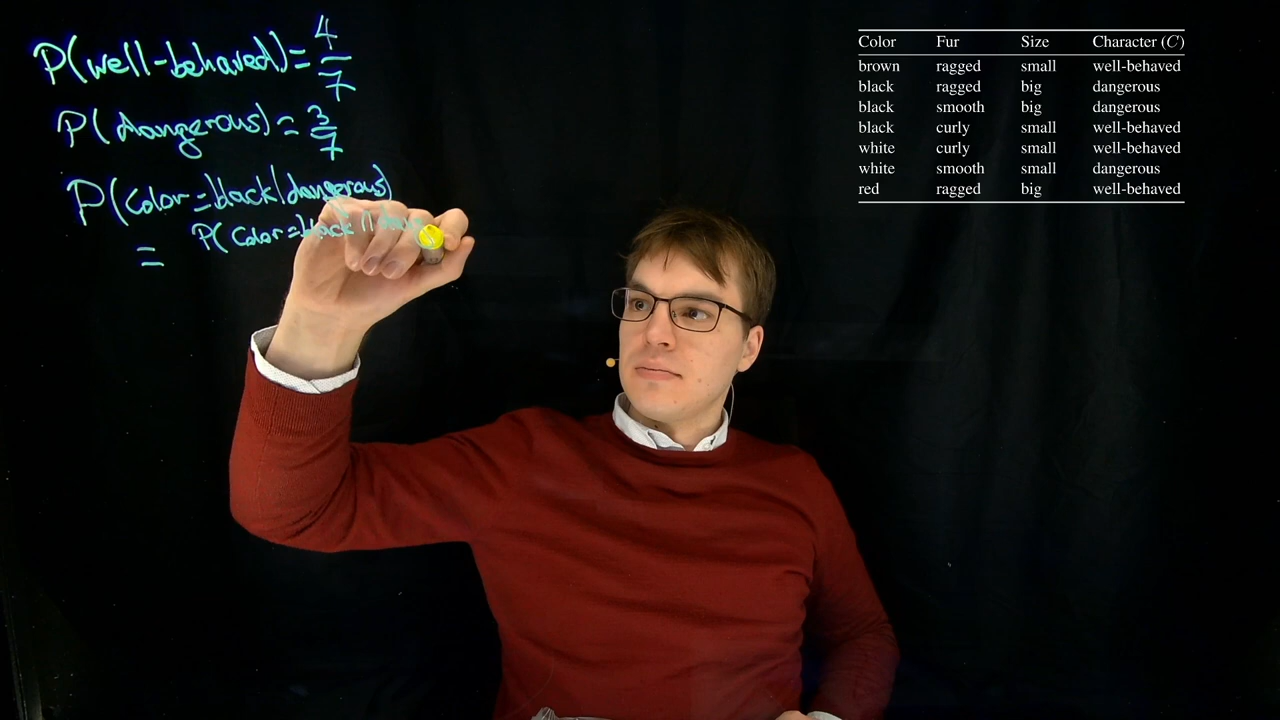 P(well-behaved) = 4/7
P(dangerous) = 3/7
P(Color = black | dangerous)
= P(Color = black ∩
Color Fur Size Character (C)
brown ragged small well-behaved
black ragged big dangerous
black smooth big dangerous
black curly small well-behaved
white curly small well-behaved
white smooth small dangerous
red ragged big well-behaved